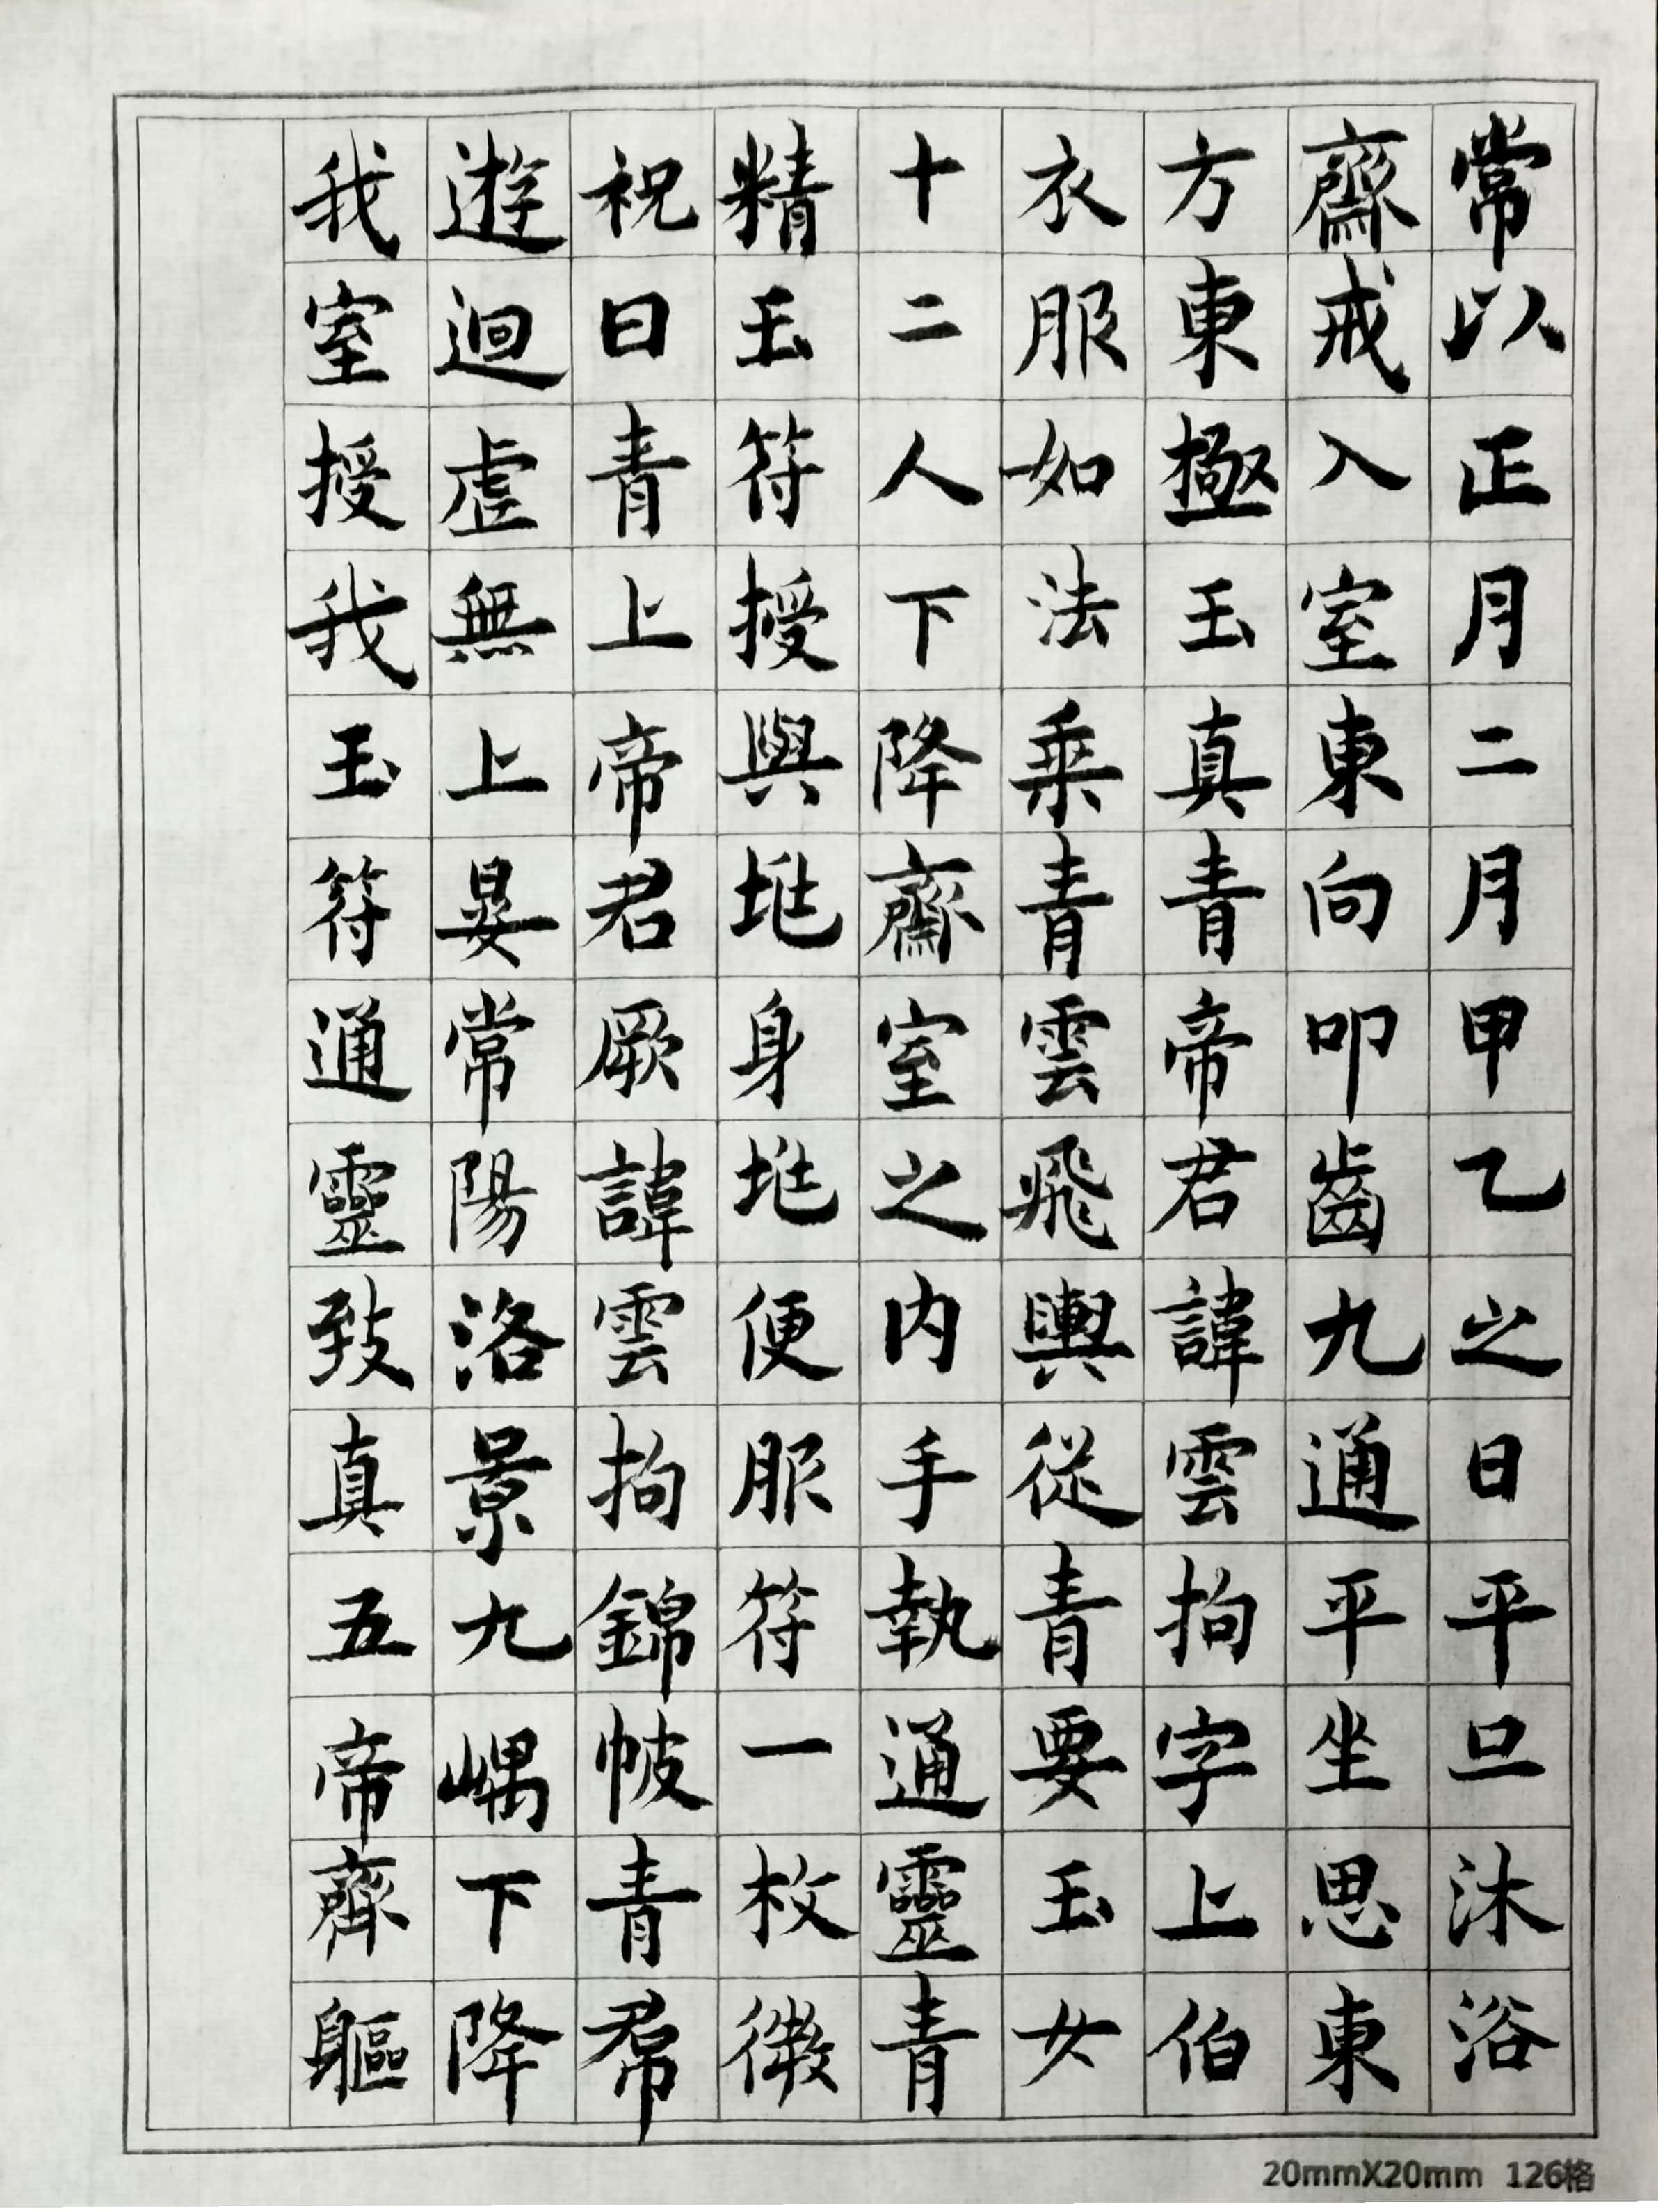 常以正月二月甲乙之日平旦沐浴
齋戒入室東向叩齒九通平坐思東
方東極玉真青帝君諱雲拘字上伯
衣服如法乘青雲飛輿從青要玉女
十二人下降齋室之內手執通靈青
精玉符授與兆身兆便服符一枚微
祝曰青上帝君厥諱雲拘錦帔青帬
遊迴虛無上晏常陽洛景九嵎下降
我室授我玉符通靈致真五帝齊軀
20mmX20mm 126格